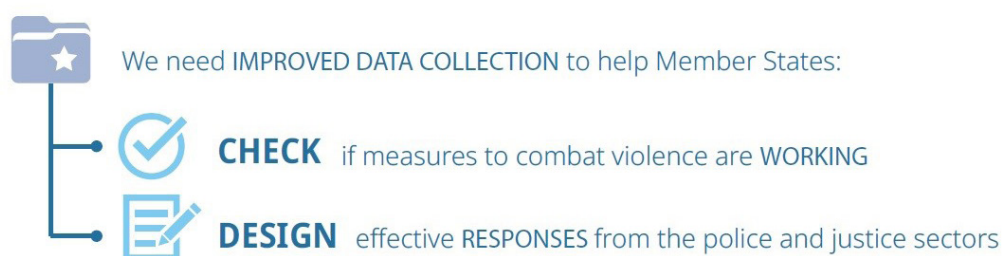 We need IMPROVED DATA COLLECTION to help Member States:
CHECK if measures to combat violence are WORKING
DESIGN effective RESPONSES from the police and justice sectors